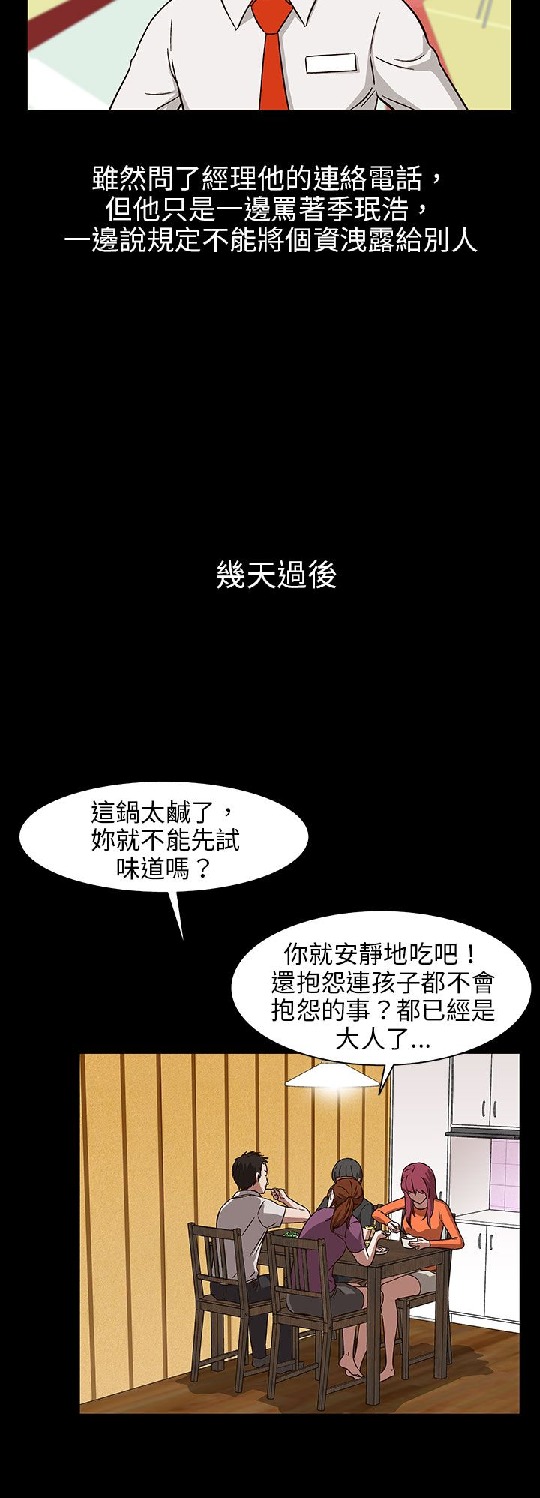 雖然問了經理他的連絡電話，
但他只是一邊罵著季珉浩，
一邊說規定不能將個資洩露給別人
幾天過後
這鍋太鹹了，
妳就不能先試
味道嗎？
你就安靜地吃吧！
還抱怨連孩子都不會
抱怨的事？都已經是
大人了...